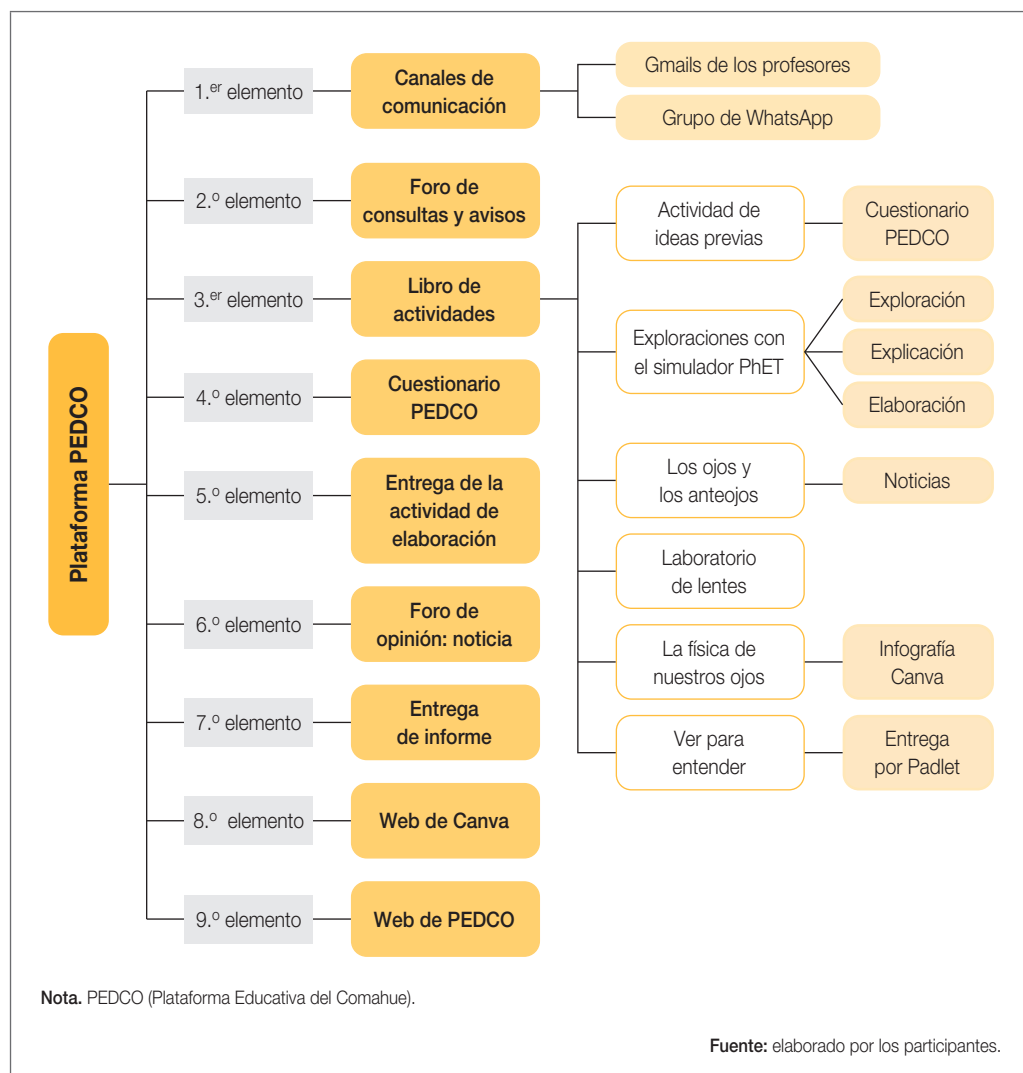 Plataforma PEDCO
1.er elemento
Canales de
comunicación
Gmails de los profesores
Grupo de WhatsApp
2.º elemento
Foro de
consultas y avisos
3.er elemento
Libro de
actividades
Actividad de
ideas previas
Cuestionario
PEDCO
Exploraciones con
el simulador PhET
Exploración
Explicación
Elaboración
Los ojos y
los anteojos
Noticias
Laboratorio
de lentes
La física de
nuestros ojos
Infografía
Canva
Ver para
entender
Entrega
por Padlet
4.º elemento
Cuestionario
PEDCO
5.º elemento
Entrega de la
actividad de
elaboración
6.º elemento
Foro de
opinión: noticia
7.º elemento
Entrega
de informe
8.º elemento
Web de Canva
9.º elemento
Web de PEDCO
Nota. PEDCO (Plataforma Educativa del Comahue).
Fuente: elaborado por los participantes.